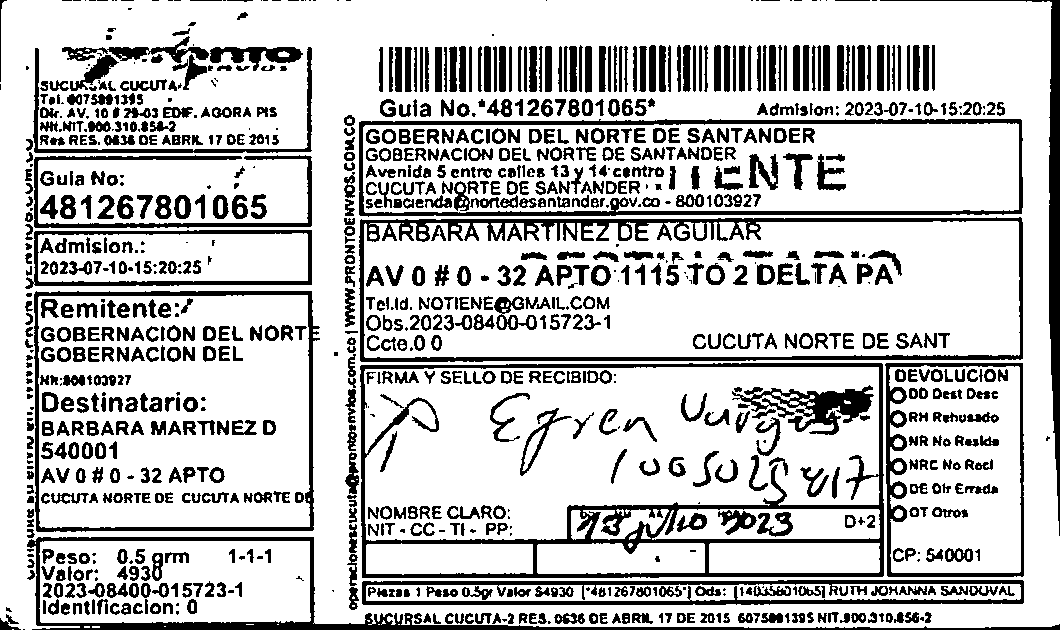 SUCURSAL CUCUTA-2
Tel. 6075891395
Dir. AV. 10 # 29-03 EDIF. AGORA PIS
Nit.NIT.900.310.856-2
Res RES. 0636 DE ABRIL 17 DE 2015
Guia No:
481267801065
Admision.:
2023-07-10-15:20:25
Remitente:
GOBERNACION DEL NORTE
GOBERNACION DEL
Nit:800103927
Destinatario:
BARBARA MARTINEZ D
540001
AV 0 # 0 - 32 APTO
CUCUTA NORTE DE CUCUTA NORTE DE
Peso: 0.5 grm 1-1-1
Valor: 4930
2023-08400-015723-1
Identificacion: 0
operacionescucuta@prontoenvios.com.co | WWW.PRONTOENVIOS.COM.CO
Guia No.*481267801065*
Admision: 2023-07-10-15:20:25
GOBERNACION DEL NORTE DE SANTANDER
GOBERNACION DEL NORTE DE SANTANDER
Avenida 5 entre calles 13 y 14 centro
CUCUTA NORTE DE SANTANDER
sehacienda@nortedesantander.gov.co - 800103927
BARBARA MARTINEZ DE AGUILAR
AV 0 # 0 - 32 APTO 1115 TO 2 DELTA PA
Tel.Id. NOTIENE@GMAIL.COM
Obs.2023-08400-015723-1
Ccte.0 0
CUCUTA NORTE DE SANT
FIRMA Y SELLO DE RECIBIDO:
Efren Vargas
NOMBRE CLARO:
NIT - CC - TI - PP:
13 julio 2023
D+2
DEVOLUCION
DD Dest Desc
RH Rehusado
NR No Reside
NRC No Recl
DE Dir Errada
OT Otros
CP: 540001
Piezas 1 Peso 0.5gr Valor $4930 [*481267801065*] Ods: [14035601065] RUTH JOHANNA SANDOVAL
SUCURSAL CUCUTA-2 RES. 0636 DE ABRIL 17 DE 2015 6075891395 NIT.900.310.856-2